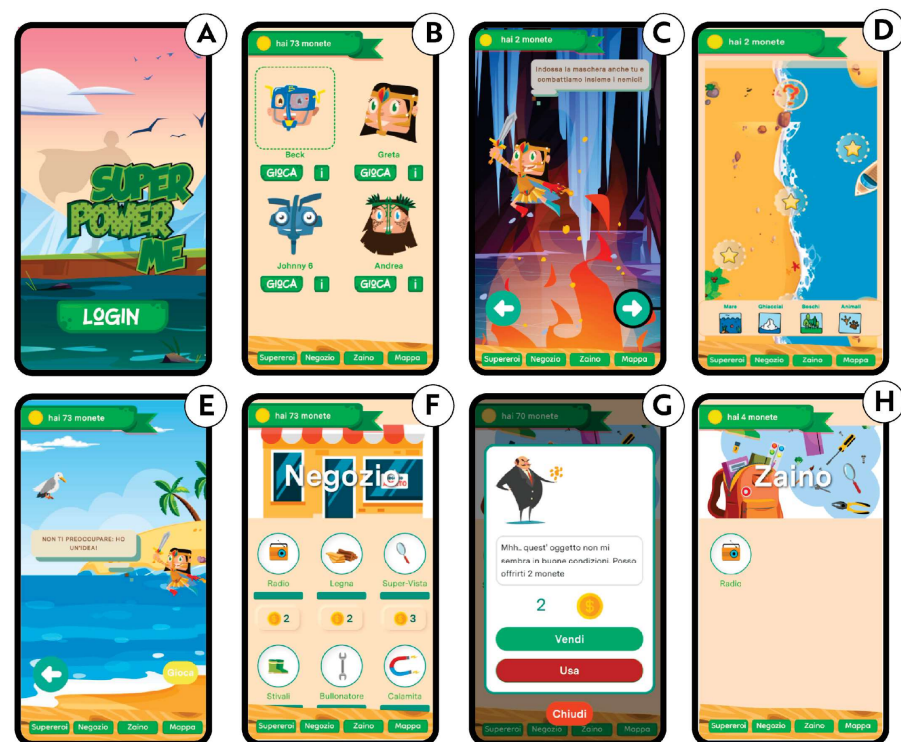 A
SUPER
POWER
ME
LOGIN
B
hai 73 monete
Beck
Greta
GIOCA i
GIOCA i
Johnny 6
Andrea
GIOCA i
GIOCA i
Supereroi Negozio Zaino Mappa
C
hai 2 monete
Indossa la maschera anche tu e
combattiamo insieme i nemici!
Supereroi Negozio Zaino Mappa
D
hai 2 monete
?
Mare Ghiacciai Boschi Animali
Supereroi Negozio Zaino Mappa
E
hai 73 monete
NON TI PREOCCUPARE: HO
UN'IDEA!
Gioca
Supereroi Negozio Zaino Mappa
F
hai 73 monete
Negozio
Radio Legna Super-Vista
2 2 3
Stivali Bullonatore Calamita
Supereroi Negozio Zaino Mappa
G
hai 70 monete
Mhh.. quest' oggetto non mi
sembra in buone condizioni. Posso
offrirti 2 monete
2 $
Vendi
Usa
Chiudi
Supereroi Negozio Zaino Mappa
H
hai 4 monete
Zaino
Radio
Supereroi Negozio Zaino Mappa